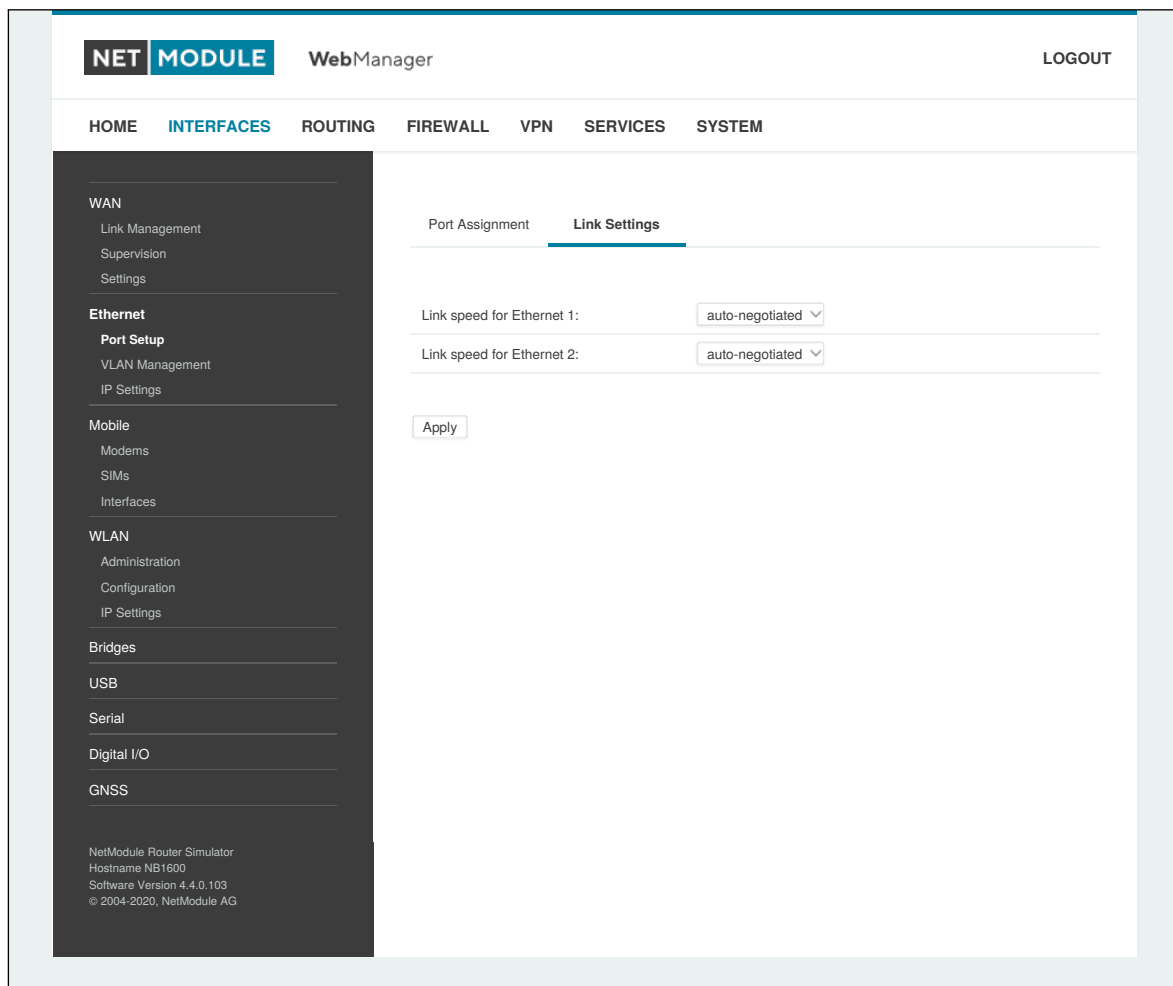 NET MODULE WebManager LOGOUT
HOME INTERFACES ROUTING FIREWALL VPN SERVICES SYSTEM
WAN
Link Management
Supervision
Settings
Ethernet
Port Setup
VLAN Management
IP Settings
Mobile
Modems
SIMs
Interfaces
WLAN
Administration
Configuration
IP Settings
Bridges
USB
Serial
Digital I/O
GNSS
NetModule Router Simulator
Hostname NB1600
Software Version 4.4.0.103
© 2004-2020, NetModule AG
Port Assignment Link Settings
Link speed for Ethernet 1: auto-negotiated
Link speed for Ethernet 2: auto-negotiated
Apply